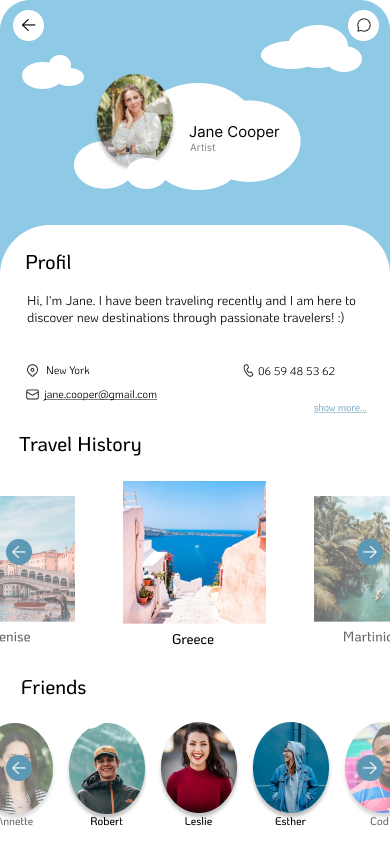 Jane Cooper
Artist
Profil
Hi, I'm Jane. I have been traveling recently and I am here to
discover new destinations through passionate travelers! :)
New York
06 59 48 53 62
jane.cooper@gmail.com
show more...
Travel History
enise
Greece
Martinic
Friends
Annette
Robert
Leslie
Esther
Cod